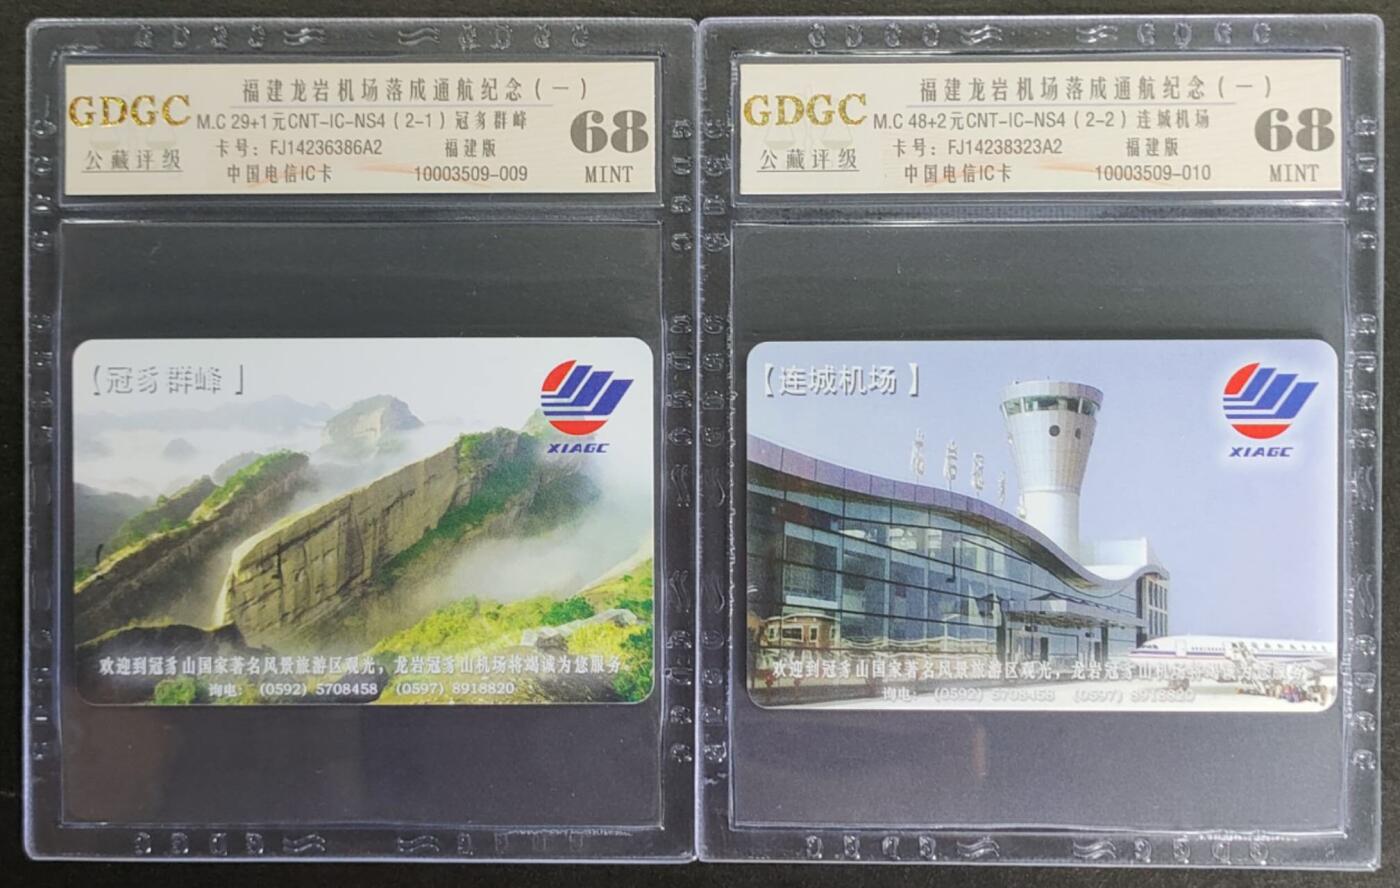 GDGC
公藏评级
福建龙岩机场落成通航纪念(一)
M.C 29+1元CNT-IC-NS4(2-1)冠豸群峰
卡号:FJ14236386A2 福建版
中国电信IC卡 10003509-009
68
MINT
【冠豸群峰】
XIAGC
欢迎到冠豸山国家著名风景旅游区观光,龙岩冠豸山机场将竭诚为您服务
询电: (0592) 5708458 (0597) 8918820
GDGC
公藏评级
福建龙岩机场落成通航纪念(一)
M.C 48+2元CNT-IC-NS4(2-2)连城机场
卡号:FJ14238323A2 福建版
中国电信IC卡 10003509-010
68
MINT
【连城机场】
XIAGC
欢迎到冠豸山国家著名风景旅游区观光,龙岩冠豸山机场将竭诚为您服务
询电: (0592) 5708458 (0597) 8918820